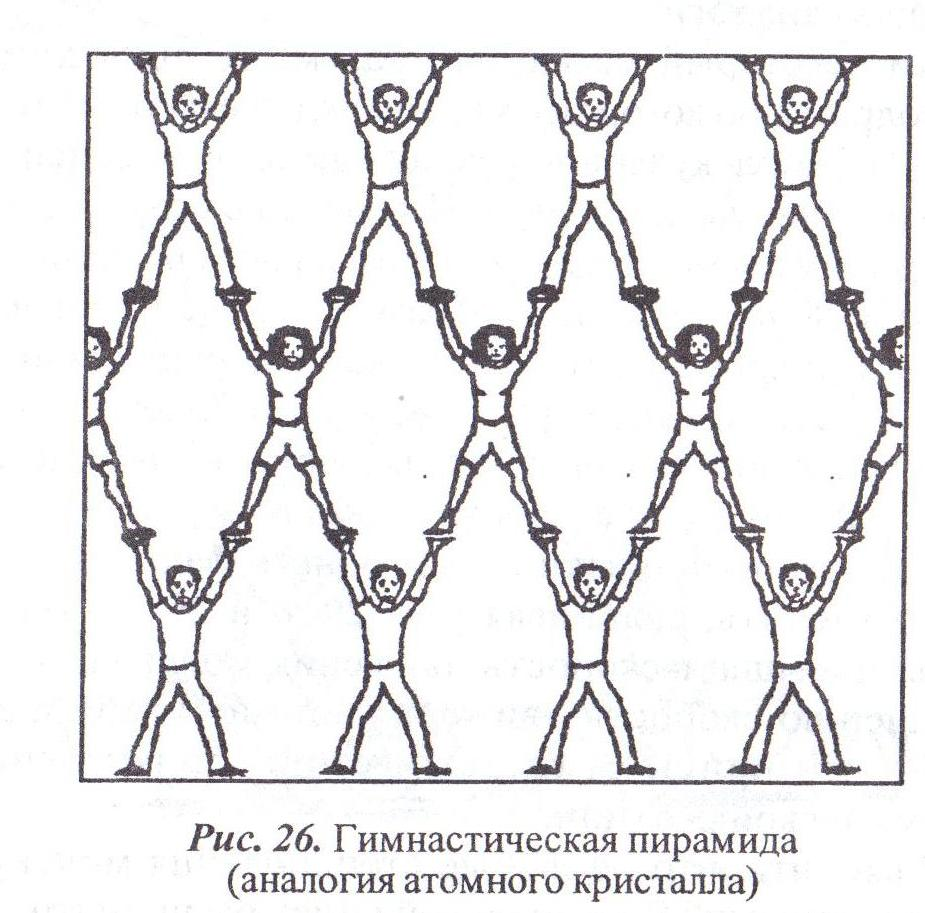 Рис. 26. Гимнастическая пирамида
(аналогия атомного кристалла)